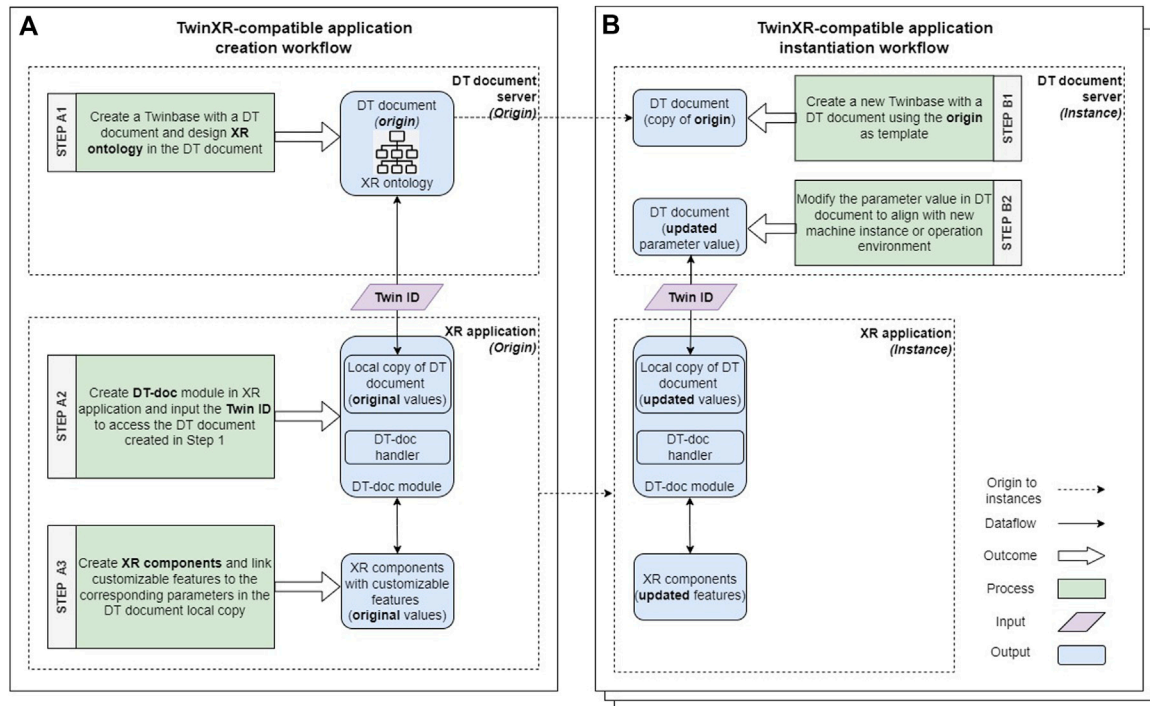 A
TwinXR-compatible application
creation workflow
DT document
server
(Origin)
STEP A1
Create a Twinbase with a DT
document and design XR
ontology in the DT document
DT document
(origin)
XR ontology
Twin ID
XR application
(Origin)
STEP A2
Create DT-doc module in XR
application and input the Twin ID
to access the DT document
created in Step 1
Local copy of DT
document
(original values)
DT-doc
handler
DT-doc module
STEP A3
Create XR components and link
customizable features to the
corresponding parameters in the
DT document local copy
XR components
with customizable
features
(original values)
B
TwinXR-compatible application
instantiation workflow
DT document
server
(Instance)
DT document
(copy of origin)
Create a new Twinbase with a
DT document using the origin
as template
STEP B1
DT document
(updated
parameter value)
Modify the parameter value in DT
document to align with new
machine instance or operation
environment
STEP B2
Twin ID
XR application
(Instance)
Local copy of DT
document
(updated values)
DT-doc
handler
DT-doc module
XR components
(updated features)
Origin to
instances
Dataflow
Outcome
Process
Input
Output